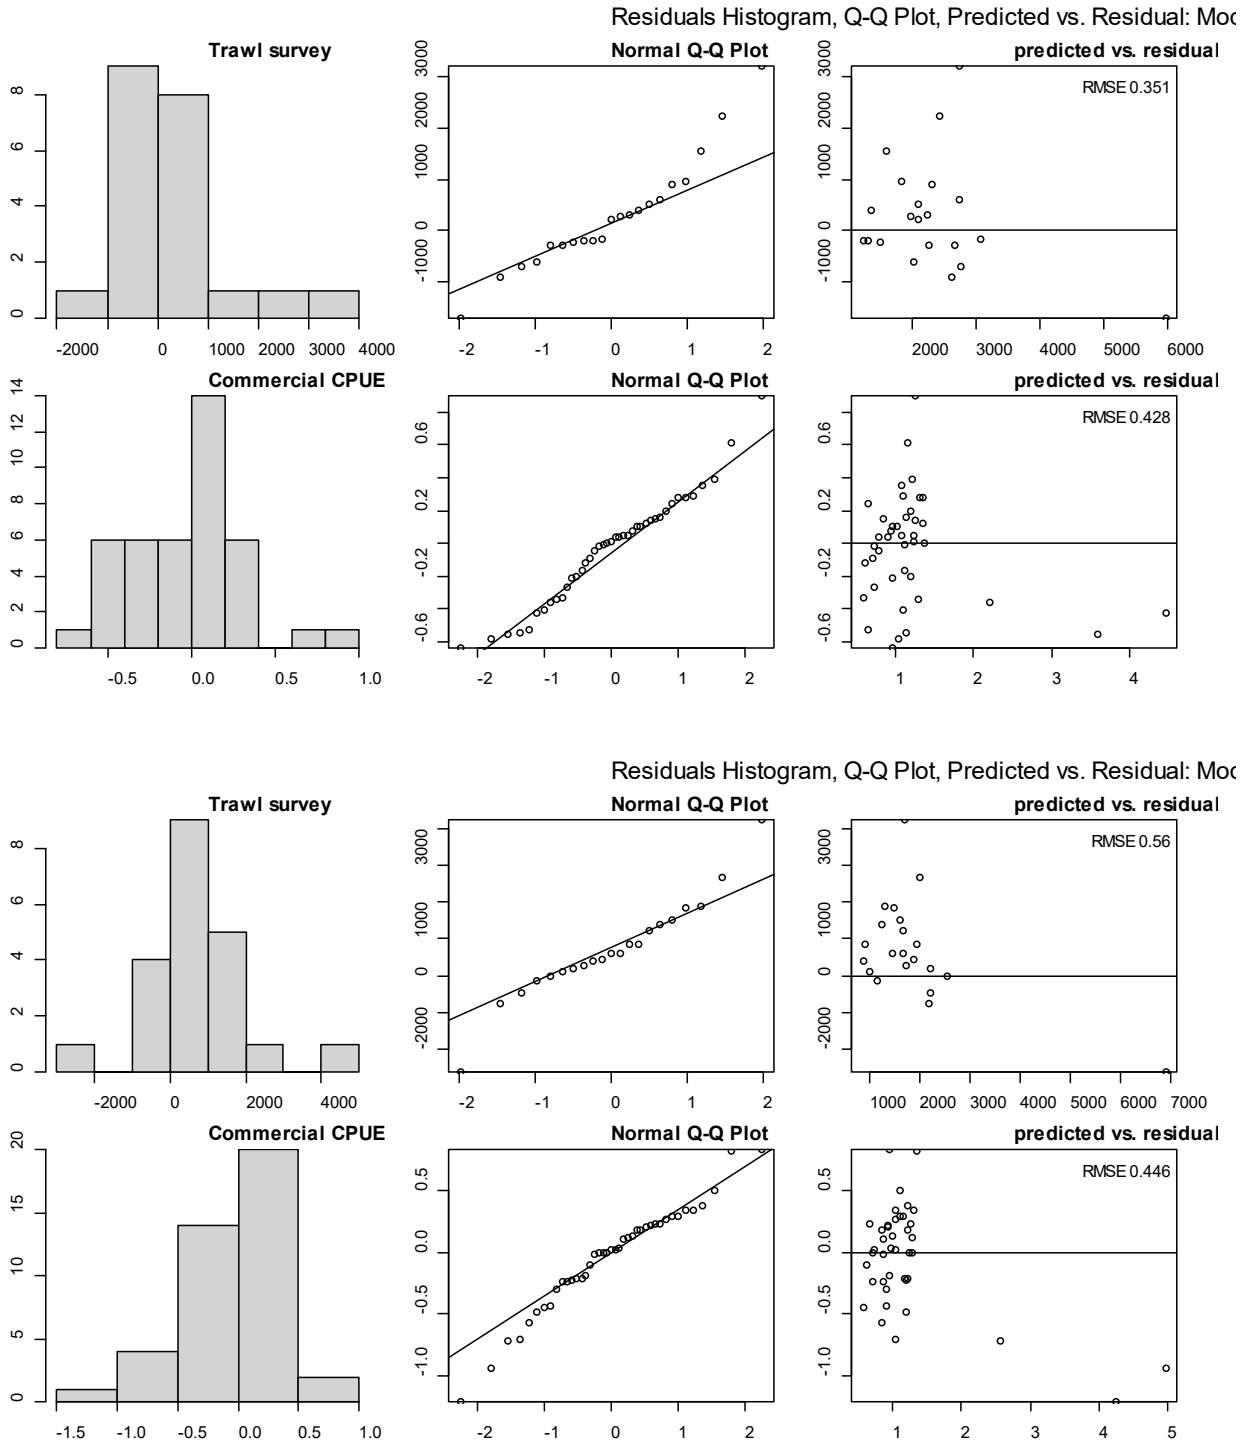 Residuals Histogram, Q-Q Plot, Predicted vs. Residual: Mod
Trawl survey
Normal Q-Q Plot
predicted vs. residual
0 2 4 6 8
-2000 0 1000 2000 3000 4000
-1000 0 1000 2000 3000
-2 -1 0 1 2
RMSE 0.351
2000 3000 4000 5000 6000
Commercial CPUE
Normal Q-Q Plot
predicted vs. residual
0 2 4 6 8 10 12 14
-0.5 0.0 0.5 1.0
-0.6 -0.2 0.2 0.6
-2 -1 0 1 2
-0.6 -0.2 0.2 0.6
RMSE 0.428
1 2 3 4
Residuals Histogram, Q-Q Plot, Predicted vs. Residual: Mod
Trawl survey
Normal Q-Q Plot
predicted vs. residual
0 2 4 6 8
-2000 0 2000 4000
-2000 0 1000 3000
-2 -1 0 1 2
-2000 0 1000 3000
RMSE 0.56
1000 2000 3000 4000 5000 6000 7000
Commercial CPUE
Normal Q-Q Plot
predicted vs. residual
0 5 10 15 20
-1.5 -1.0 -0.5 0.0 0.5 1.0
-1.0 -0.5 0.0 0.5
-2 -1 0 1 2
-1.0 -0.5 0.0 0.5
RMSE 0.446
1 2 3 4 5